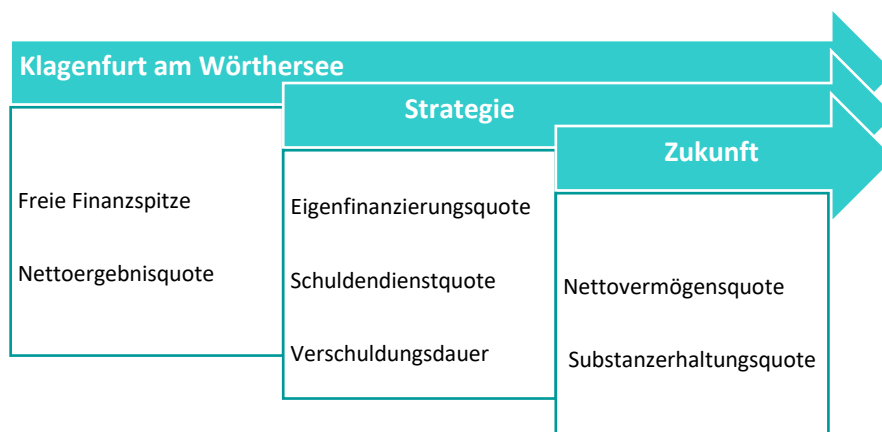 Klagenfurt am Wörthersee
Freie Finanzspitze
Nettoergebnisquote
Strategie
Eigenfinanzierungsquote
Schuldendienstquote
Verschuldungsdauer
Zukunft
Nettovermögensquote
Substanzerhaltungsquote